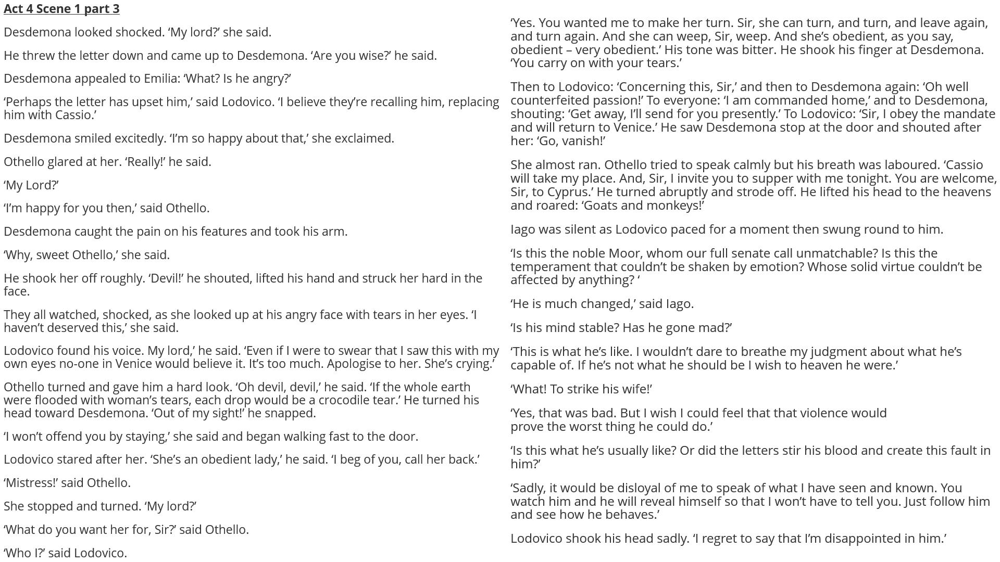 Act 4 Scene 1 part 3
Desdemona looked shocked. ‘My lord?’ she said.
He threw the letter down and came up to Desdemona. ‘Are you wise?’ he said.
Desdemona appealed to Emilia: ‘What? Is he angry?’
‘Perhaps the letter has upset him,’ said Lodovico. ‘I believe they’re recalling him, replacing
him with Cassio.’
Desdemona smiled excitedly. ‘I’m so happy about that,’ she exclaimed.
Othello glared at her. ‘Really!’ he said.
‘My Lord?’
‘I’m happy for you then,’ said Othello.
Desdemona caught the pain on his features and took his arm.
‘Why, sweet Othello,’ she said.
He shook her off roughly. ‘Devil!’ he shouted, lifted his hand and struck her hard in the
face.
They all watched, shocked, as she looked up at his angry face with tears in her eyes. ‘I
haven’t deserved this,’ she said.
Lodovico found his voice. My lord,’ he said. ‘Even if I were to swear that I saw this with my
own eyes no-one in Venice would believe it. It’s too much. Apologise to her. She’s crying.’
Othello turned and gave him a hard look. ‘Oh devil, devil,’ he said. ‘If the whole earth
were flooded with woman’s tears, each drop would be a crocodile tear.’ He turned his
head toward Desdemona. ‘Out of my sight!’ he snapped.
‘I won’t offend you by staying,’ she said and began walking fast to the door.
Lodovico stared after her. ‘She’s an obedient lady,’ he said. ‘I beg of you, call her back.’
‘Mistress!’ said Othello.
She stopped and turned. ‘My lord?’
‘What do you want her for, Sir?’ said Othello.
‘Who I?’ said Lodovico.
‘Yes. You wanted me to make her turn. Sir, she can turn, and turn, and leave again,
and turn again. And she can weep, Sir, weep. And she’s obedient, as you say,
obedient – very obedient.’ His tone was bitter. He shook his finger at Desdemona.
‘You carry on with your tears.’
Then to Lodovico: ‘Concerning this, Sir,’ and then to Desdemona again: ‘Oh well
counterfeited passion!’ To everyone: ‘I am commanded home,’ and to Desdemona,
shouting: ‘Get away, I’ll send for you presently.’ To Lodovico: ‘Sir, I obey the mandate
and will return to Venice.’ He saw Desdemona stop at the door and shouted after
her: ‘Go, vanish!’
She almost ran. Othello tried to speak calmly but his breath was laboured. ‘Cassio
will take my place. And, Sir, I invite you to supper with me tonight. You are welcome,
Sir, to Cyprus.’ He turned abruptly and strode off. He lifted his head to the heavens
and roared: ‘Goats and monkeys!’
Iago was silent as Lodovico paced for a moment then swung round to him.
‘Is this the noble Moor, whom our full senate call unmatchable? Is this the
temperament that couldn’t be shaken by emotion? Whose solid virtue couldn’t be
affected by anything? ‘
‘He is much changed,’ said Iago.
‘Is his mind stable? Has he gone mad?’
‘This is what he’s like. I wouldn’t dare to breathe my judgment about what he’s
capable of. If he’s not what he should be I wish to heaven he were.’
‘What! To strike his wife!’
‘Yes, that was bad. But I wish I could feel that that violence would
prove the worst thing he could do.’
‘Is this what he’s usually like? Or did the letters stir his blood and create this fault in
him?’
‘Sadly, it would be disloyal of me to speak of what I have seen and known. You
watch him and he will reveal himself so that I won’t have to tell you. Just follow him
and see how he behaves.’
Lodovico shook his head sadly. ‘I regret to say that I’m disappointed in him.’